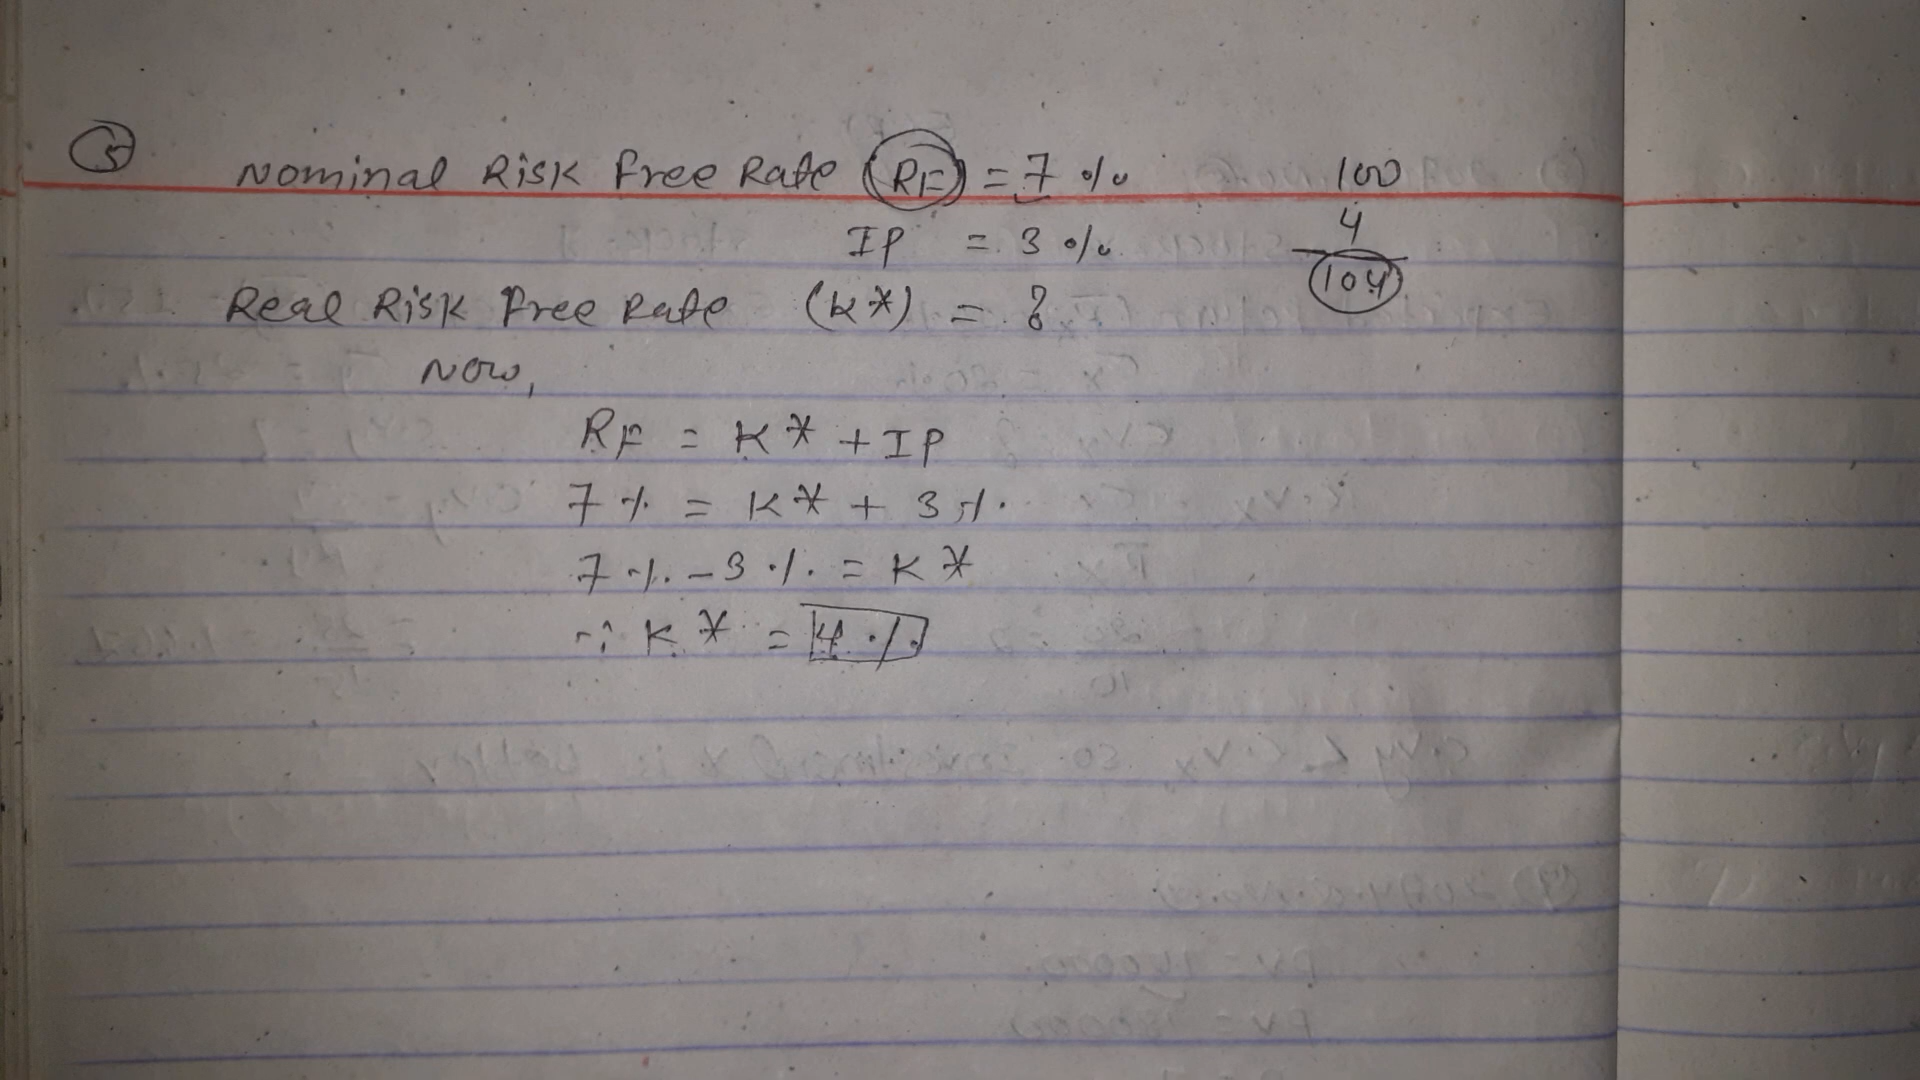 5 Nominal Risk free Rate (RF) = 7 % 100
IP = 3 % 4
104
Real Risk free Rate (K*) = ?
Now,
RF = K* + IP
7 % = K* + 3 %
7 % - 3 % = K*
∴ K* = 4 %